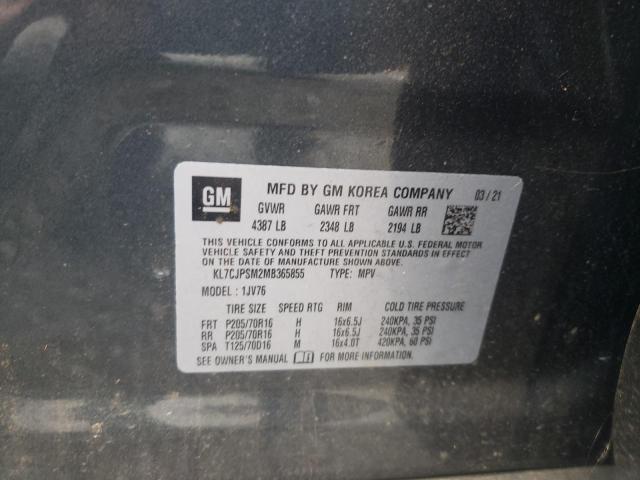 GM MFD BY GM KOREA COMPANY 03/21
GVWR GAWR FRT GAWR RR
4387 LB 2348 LB 2194 LB
THIS VEHICLE CONFORMS TO ALL APPLICABLE U.S. FEDERAL MOTOR
VEHICLE SAFETY AND THEFT PREVENTION STANDARDS IN EFFECT
ON THE DATE OF MANUFACTURE SHOWN ABOVE.
KL7CJPSM2MB365855 TYPE: MPV
MODEL : 1JV76
TIRE SIZE SPEED RTG RIM COLD TIRE PRESSURE
FRT P205/70R16 H 16x6.5J 240KPA, 35 PSI
RR P205/70R16 H 16x6.5J 240KPA, 35 PSI
SPA T125/70D16 M 16x4.0T 420KPA, 60 PSI
SEE OWNER'S MANUAL FOR MORE INFORMATION.